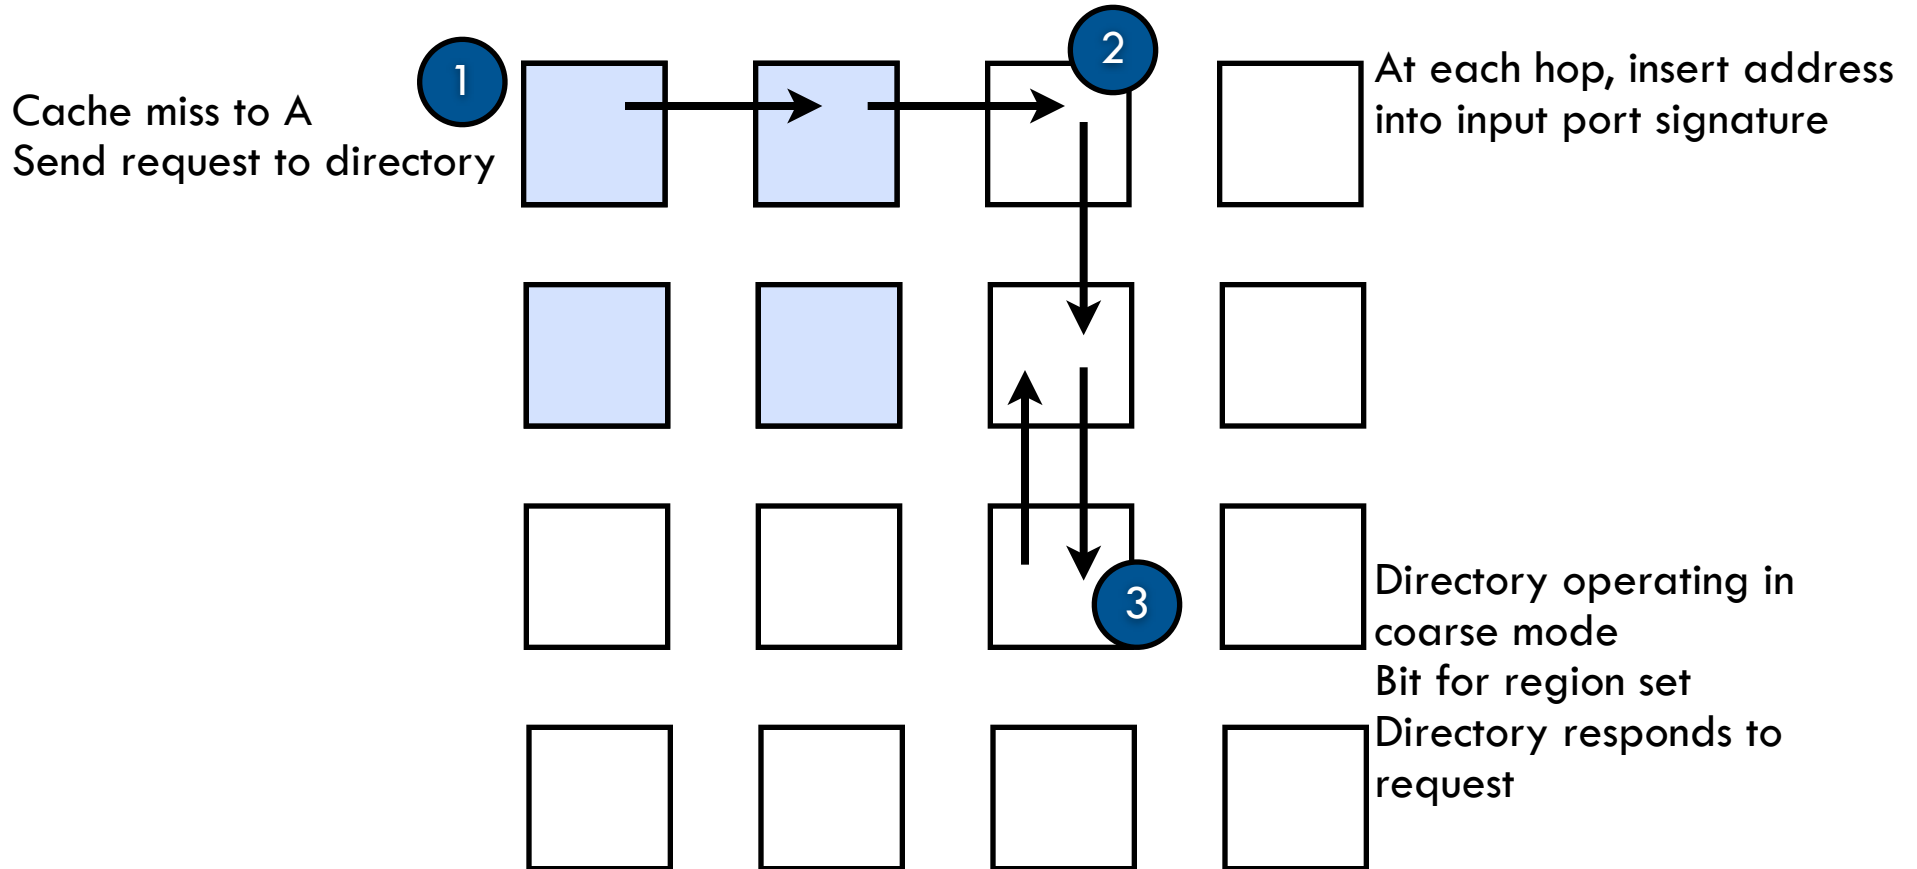 1
Cache miss to A
Send request to directory
2
At each hop, insert address
into input port signature
3
Directory operating in
coarse mode
Bit for region set
Directory responds to
request